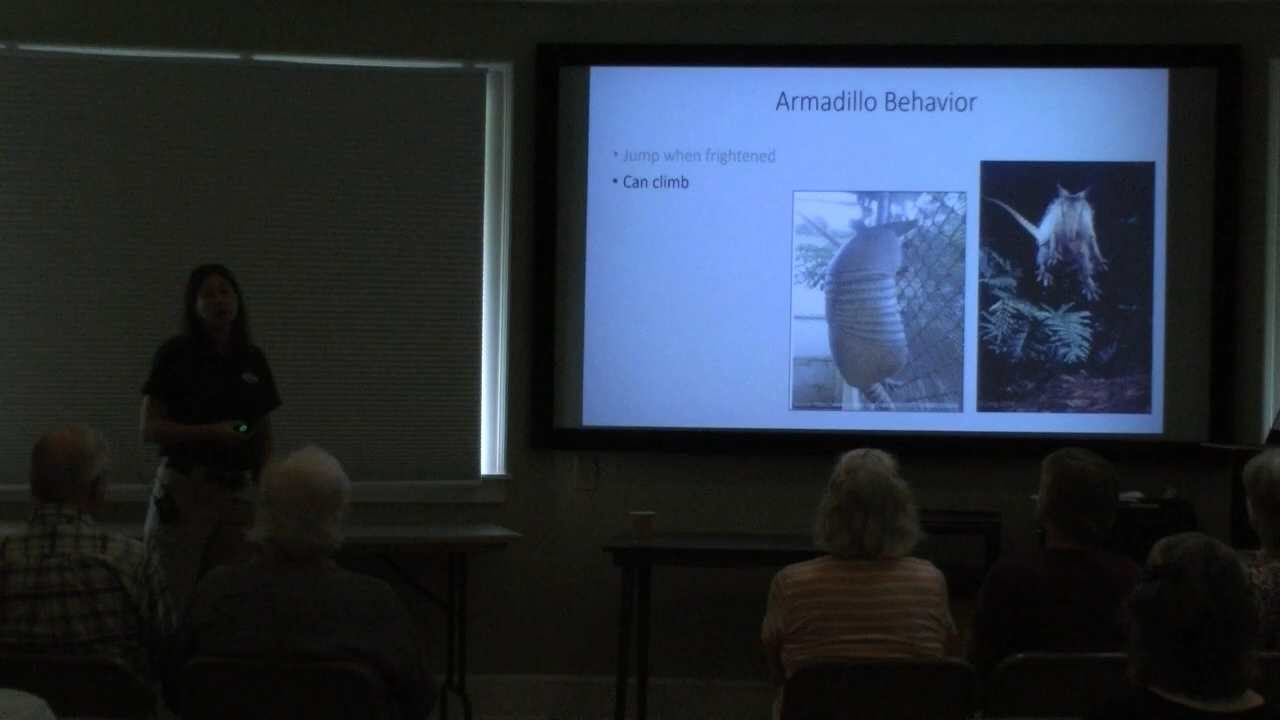 Armadillo Behavior
• Jump when frightened
• Can climb